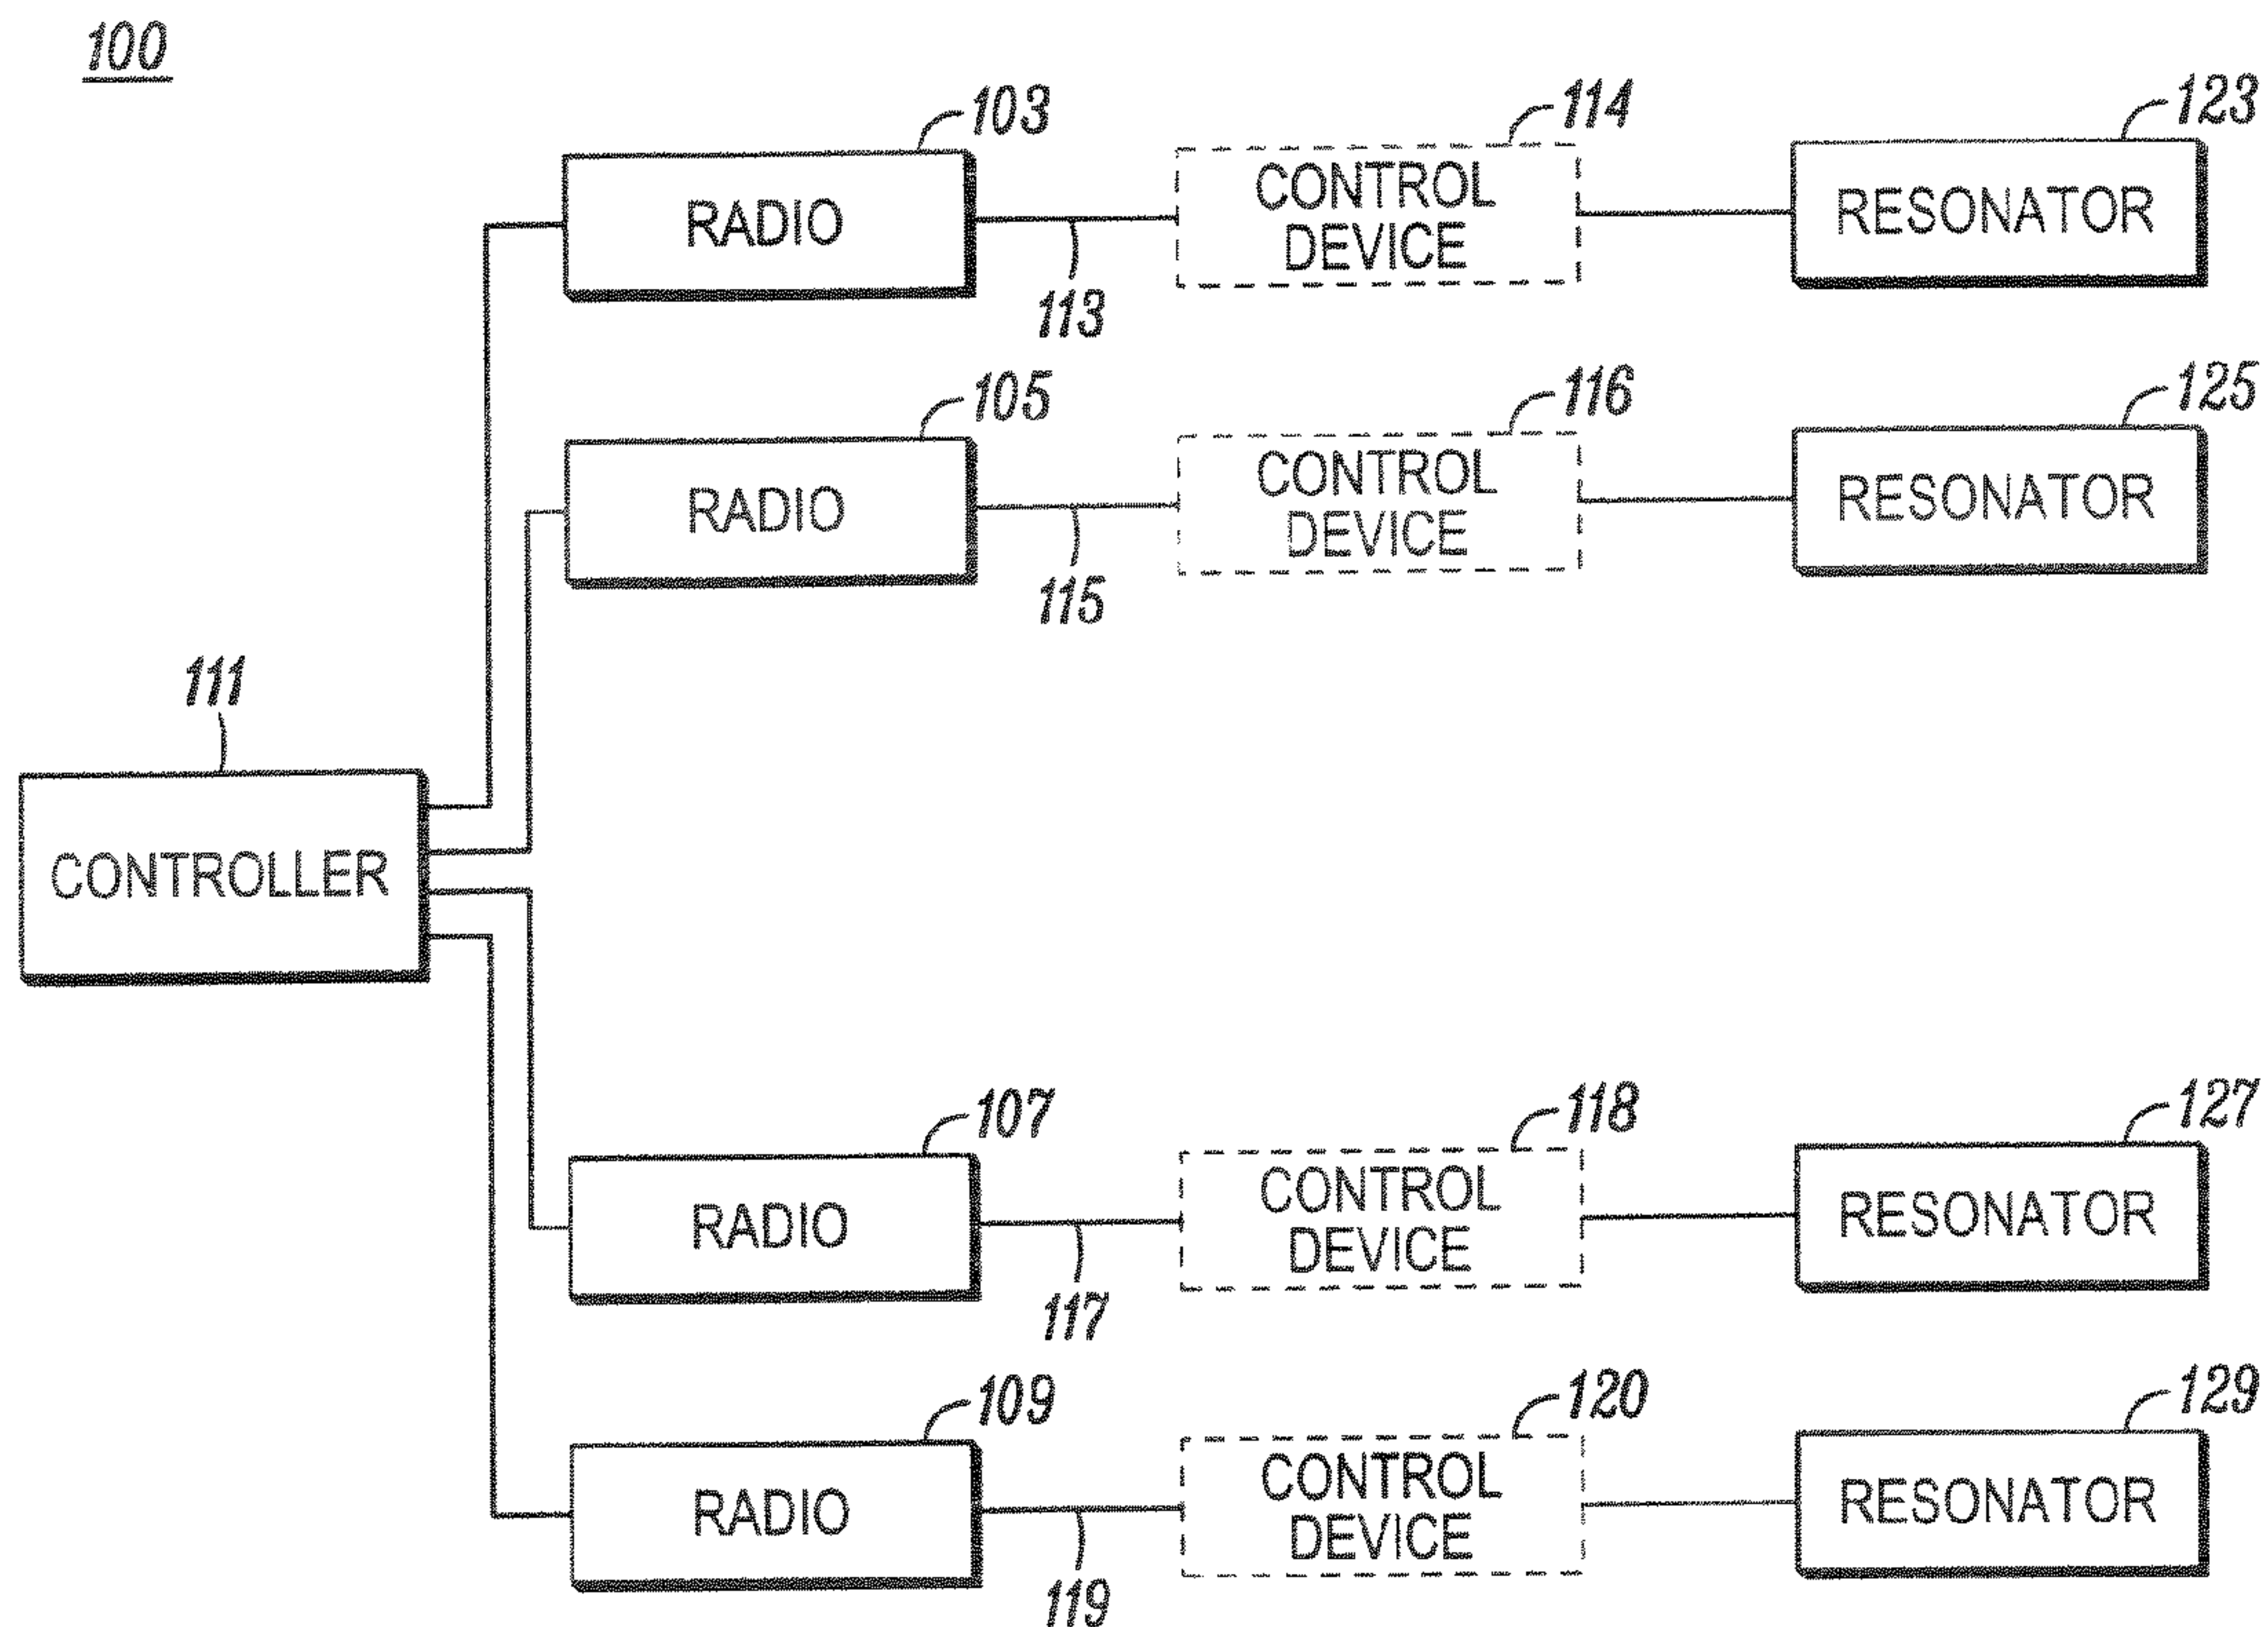 100
103
114
123
RADIO
CONTROL
DEVICE
RESONATOR
113
105
116
125
RADIO
CONTROL
DEVICE
RESONATOR
115
111
CONTROLLER
107
118
127
RADIO
CONTROL
DEVICE
RESONATOR
117
109
120
129
RADIO
CONTROL
DEVICE
RESONATOR
119